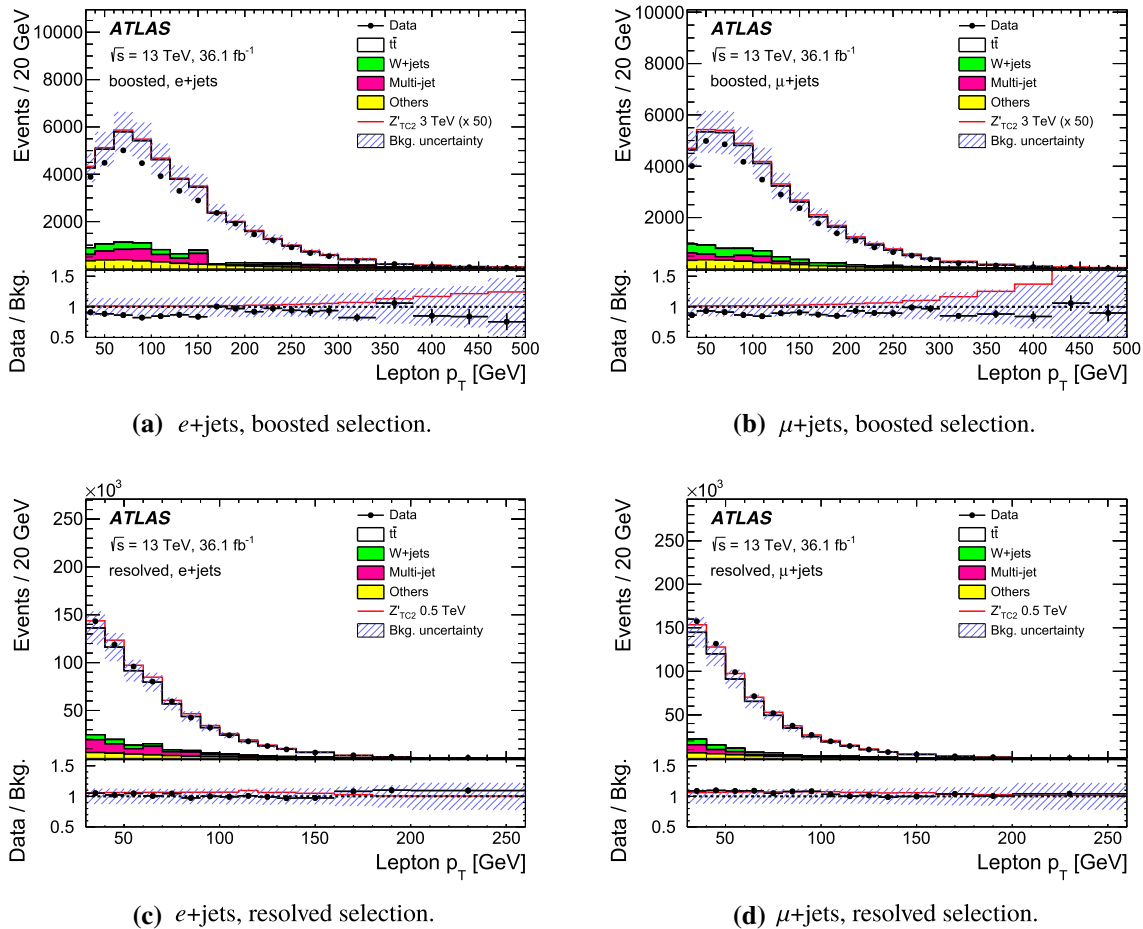 Events / 20 GeV
10000
8000
6000
4000
2000
ATLAS
√s = 13 TeV, 36.1 fb-1
boosted, e+jets
Data
tt̄
W+jets
Multi-jet
Others
Z'TC2 3 TeV (x 50)
Bkg. uncertainty
Data / Bkg.
1.5
1
0.5
50 100 150 200 250 300 350 400 450 500
Lepton pT [GeV]
(a) e+jets, boosted selection.
Events / 20 GeV
10000
8000
6000
4000
2000
ATLAS
√s = 13 TeV, 36.1 fb-1
boosted, μ+jets
Data
tt̄
W+jets
Multi-jet
Others
Z'TC2 3 TeV (x 50)
Bkg. uncertainty
Data / Bkg.
1.5
1
0.5
50 100 150 200 250 300 350 400 450 500
Lepton pT [GeV]
(b) μ+jets, boosted selection.
×10^3
Events / 20 GeV
250
200
150
100
50
ATLAS
√s = 13 TeV, 36.1 fb-1
resolved, e+jets
Data
tt̄
W+jets
Multi-jet
Others
Z'TC2 0.5 TeV
Bkg. uncertainty
Data / Bkg.
1.5
1
0.5
50 100 150 200 250
Lepton pT [GeV]
(c) e+jets, resolved selection.
×10^3
Events / 20 GeV
250
200
150
100
50
ATLAS
√s = 13 TeV, 36.1 fb-1
resolved, μ+jets
Data
tt̄
W+jets
Multi-jet
Others
Z'TC2 0.5 TeV
Bkg. uncertainty
Data / Bkg.
1.5
1
0.5
50 100 150 200 250
Lepton pT [GeV]
(d) μ+jets, resolved selection.